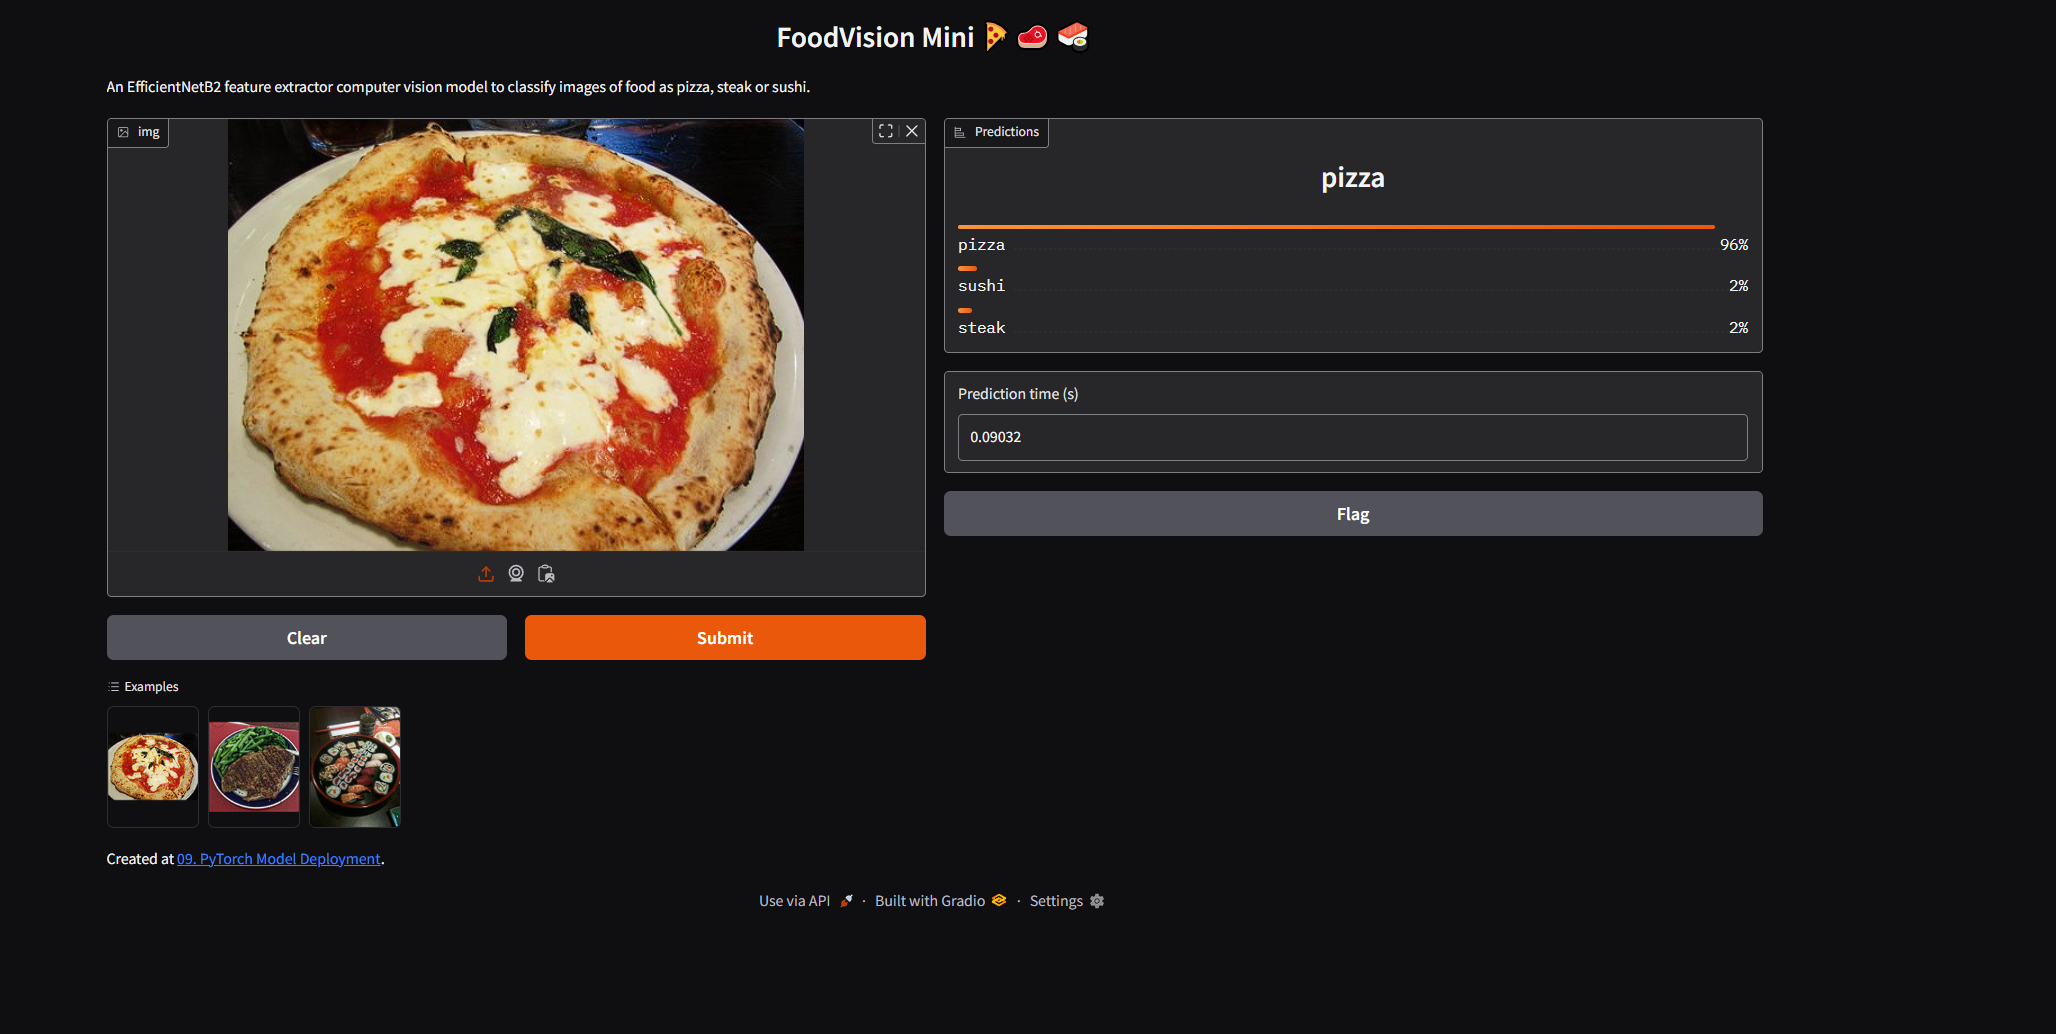 FoodVision Mini 🍕 🥩 🍣
An EfficientNetB2 feature extractor computer vision model to classify images of food as pizza, steak or sushi.
img
Predictions
pizza
pizza 96%
sushi 2%
steak 2%
Prediction time (s)
0.09032
Flag
Clear
Submit
Examples
Created at 09. PyTorch Model Deployment.
Use via API · Built with Gradio · Settings